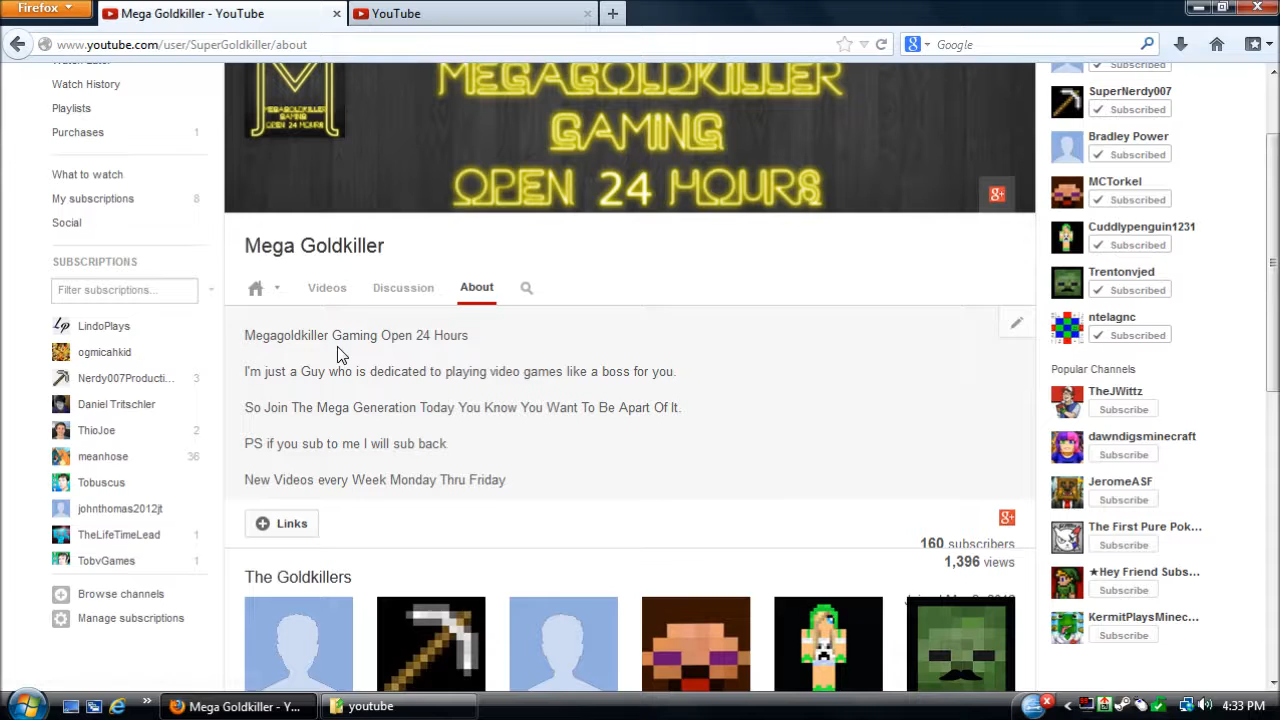 Firefox
Mega Goldkiller - YouTube
YouTube
www.youtube.com/user/SuperGoldkiller/about
Google
Watch History
Playlists
Purchases 1
What to watch
My subscriptions 8
Social
SUBSCRIPTIONS
Filter subscriptions...
LindoPlays
ogmicahkid
Nerdy007Producti... 3
Daniel Tritschler
ThioJoe 2
meanhose 36
Tobuscus
johnthomas2012jt
TheLifeTimeLead 1
TobyGames 1
Browse channels
Manage subscriptions
MEGAGOLDKILLER
GAMING
OPEN 24 HOURS
MEGAGOLDKILLER
GAMING
OPEN 24 HOURS
g+
Mega Goldkiller
Videos
Discussion
About
Megagoldkiller Gaming Open 24 Hours
I'm just a Guy who is dedicated to playing video games like a boss for you.
So Join The Mega Generation Today You Know You Want To Be Apart Of It.
PS if you sub to me I will sub back
New Videos every Week Monday Thru Friday
Links
g+
160 subscribers
1,396 views
The Goldkillers
Subscribed
SuperNerdy007
Subscribed
Bradley Power
Subscribed
MCTorkel
Subscribed
Cuddlypenguin1231
Subscribed
Trentonvjed
Subscribed
ntelagnc
Subscribed
Popular Channels
TheJWittz
Subscribe
dawndigsminecraft
Subscribe
JeromeASF
Subscribe
The First Pure Pok...
Subscribe
★Hey Friend Subs...
Subscribe
KermitPlaysMinec...
Subscribe
Mega Goldkiller - Y...
youtube
4:33 PM